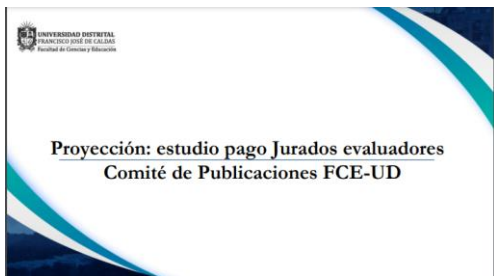 UNIVERSIDAD DISTRITAL
FRANCISCO JOSÉ DE CALDAS
Facultad de Ciencias y Educación
Proyección: estudio pago Jurados evaluadores
Comité de Publicaciones FCE-UD